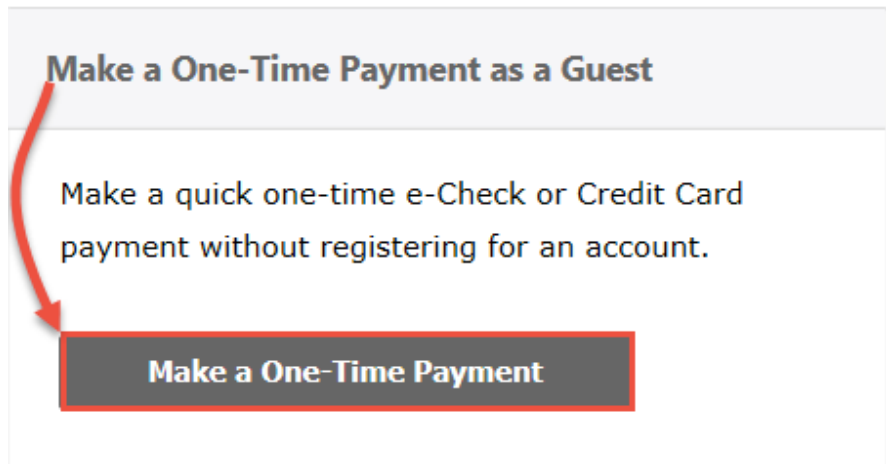 Make a One-Time Payment as a Guest
Make a quick one-time e-Check or Credit Card
payment without registering for an account.
Make a One-Time Payment